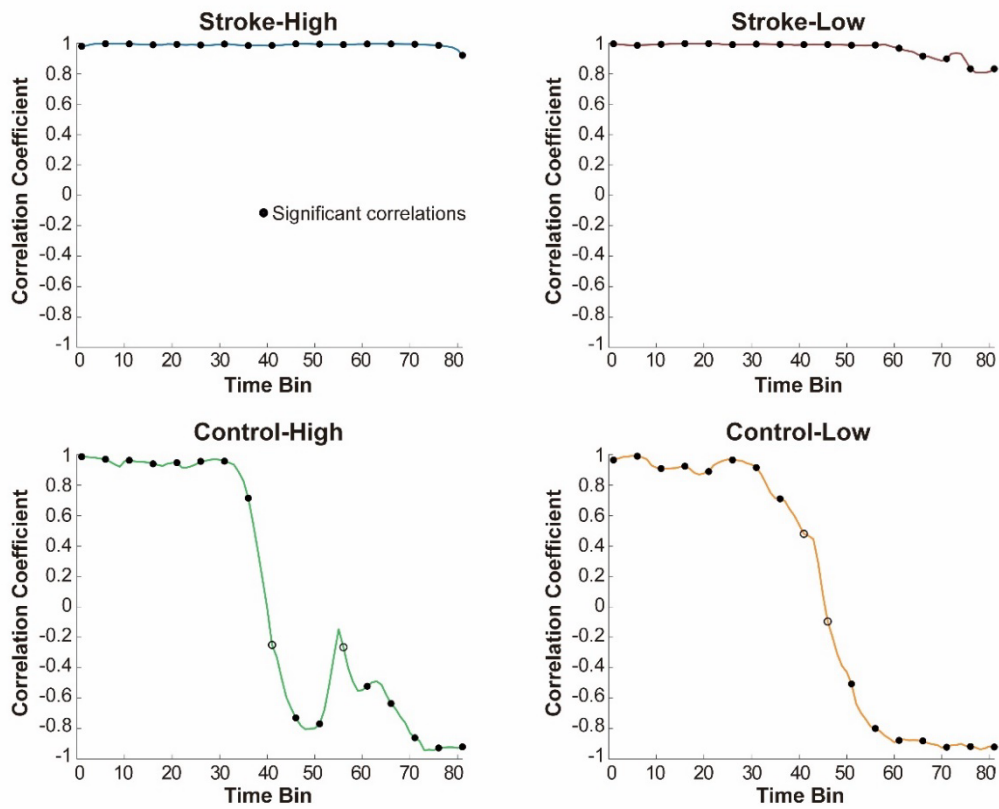 Stroke-High
Correlation Coefficient
1
0.8
0.6
0.4
0.2
0
-0.2
-0.4
-0.6
-0.8
-1
Significant correlations
0 10 20 30 40 50 60 70 80
Time Bin
Stroke-Low
Correlation Coefficient
1
0.8
0.6
0.4
0.2
0
-0.2
-0.4
-0.6
-0.8
-1
0 10 20 30 40 50 60 70 80
Time Bin
Control-High
Correlation Coefficient
1
0.8
0.6
0.4
0.2
0
-0.2
-0.4
-0.6
-0.8
-1
0 10 20 30 40 50 60 70 80
Time Bin
Control-Low
Correlation Coefficient
1
0.8
0.6
0.4
0.2
0
-0.2
-0.4
-0.6
-0.8
-1
0 10 20 30 40 50 60 70 80
Time Bin